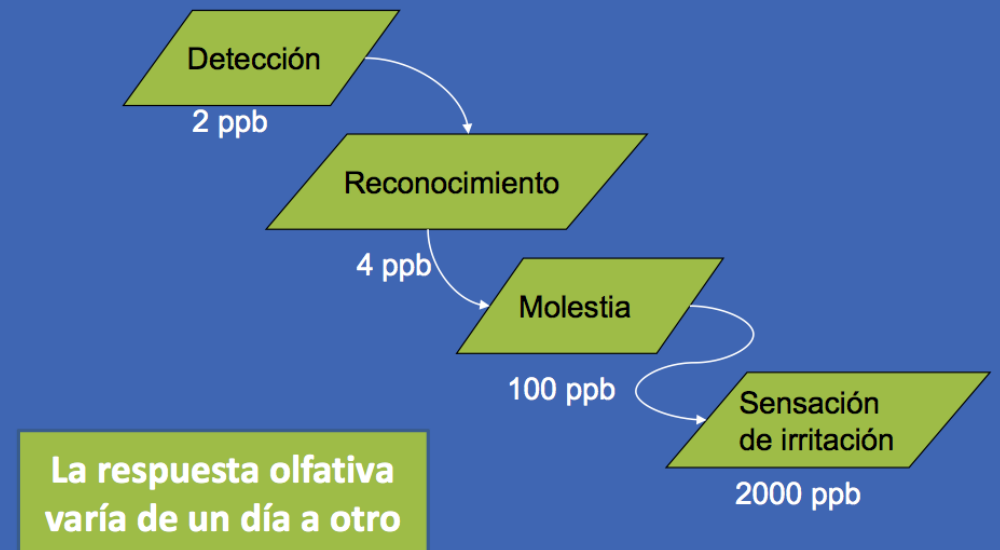 Detección
2 ppb
Reconocimiento
4 ppb
Molestia
100 ppb
Sensación
de irritación
2000 ppb
La respuesta olfativa
varía de un día a otro